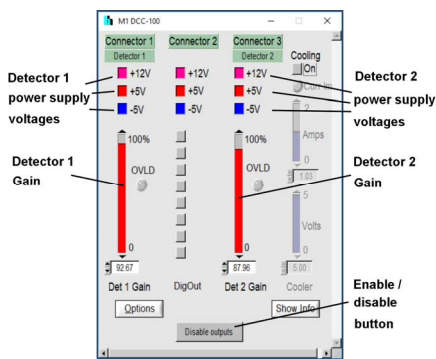 M1 DCC-100
Connector 1 Connector 2 Connector 3
Detector 1 Detector 2 Cooling
On
+12V +12V +12V
+5V +5V +5V
-5V -5V -5V
Detector 1
power supply
voltages
Detector 2
power supply
voltages
100% 100% 2
OVLD OVLD Amps
0
1.03
5
Volts
0 0 0
Detector 1
Gain
Detector 2
Gain
92.67 87.96 5.00
Det 1 Gain DigOut Det 2 Gain Cooler
Options Show Info
Disable outputs
Enable /
disable
button